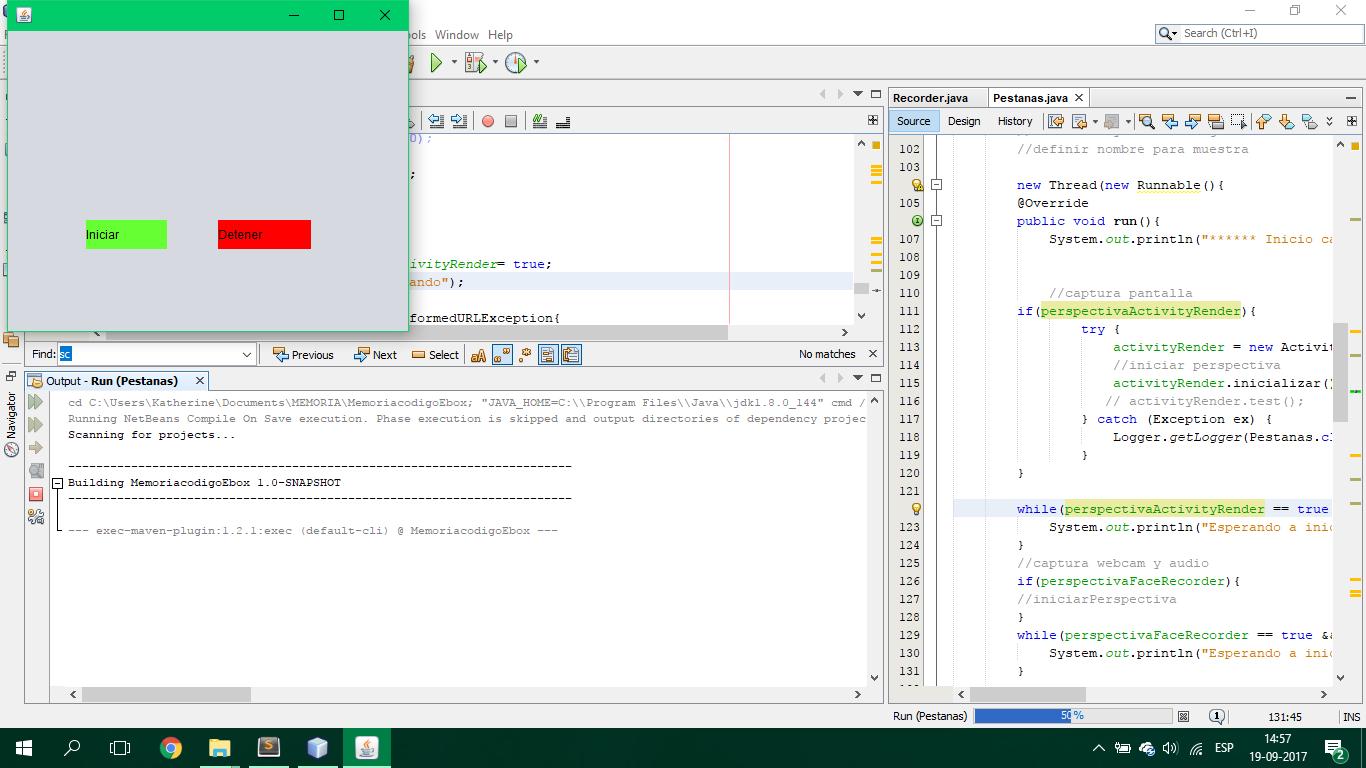 ools Window Help
Search (Ctrl+I)
Iniciar
Detener
0);
;
ivityRender= true;
ando");
formedURLException{
Find: sc
Previous
Next
Select
No matches
Output - Run (Pestanas)
Navigator
cd C:\Users\Katherine\Documents\MEMORIA\MemoriacodigoEbox; "JAVA_HOME=C:\\Program Files\\Java\\jdk1.8.0_144" cmd /
Running NetBeans Compile On Save execution. Phase execution is skipped and output directories of dependency projec
Scanning for projects...
------------------------------------------------------------------------
Building MemoriacodigoEbox 1.0-SNAPSHOT
------------------------------------------------------------------------
--- exec-maven-plugin:1.2.1:exec (default-cli) @ MemoriacodigoEbox ---
Recorder.java
Pestanas.java
Source
Design
History
102 //definir nombre para muestra
103
new Thread(new Runnable(){
105 @Override
public void run(){
107 System.out.println("****** Inicio ca
108
109
110 //captura pantalla
111 if(perspectivaActivityRender){
112 try {
113 activityRender = new Activit
114 //iniciar perspectiva
115 activityRender.inicializar()
116 // activityRender.test();
117 } catch (Exception ex) {
118 Logger.getLogger(Pestanas.cl
119 }
120 }
121
while(perspectivaActivityRender == true
123 System.out.println("Esperando a inic
124 }
125 //captura webcam y audio
126 if(perspectivaFaceRecorder){
127 //iniciarPerspectiva
128 }
129 while(perspectivaFaceRecorder == true &&
130 System.out.println("Esperando a inic
131 }
Run (Pestanas)
50%
1
131:45
INS
ESP
14:57
19-09-2017
2